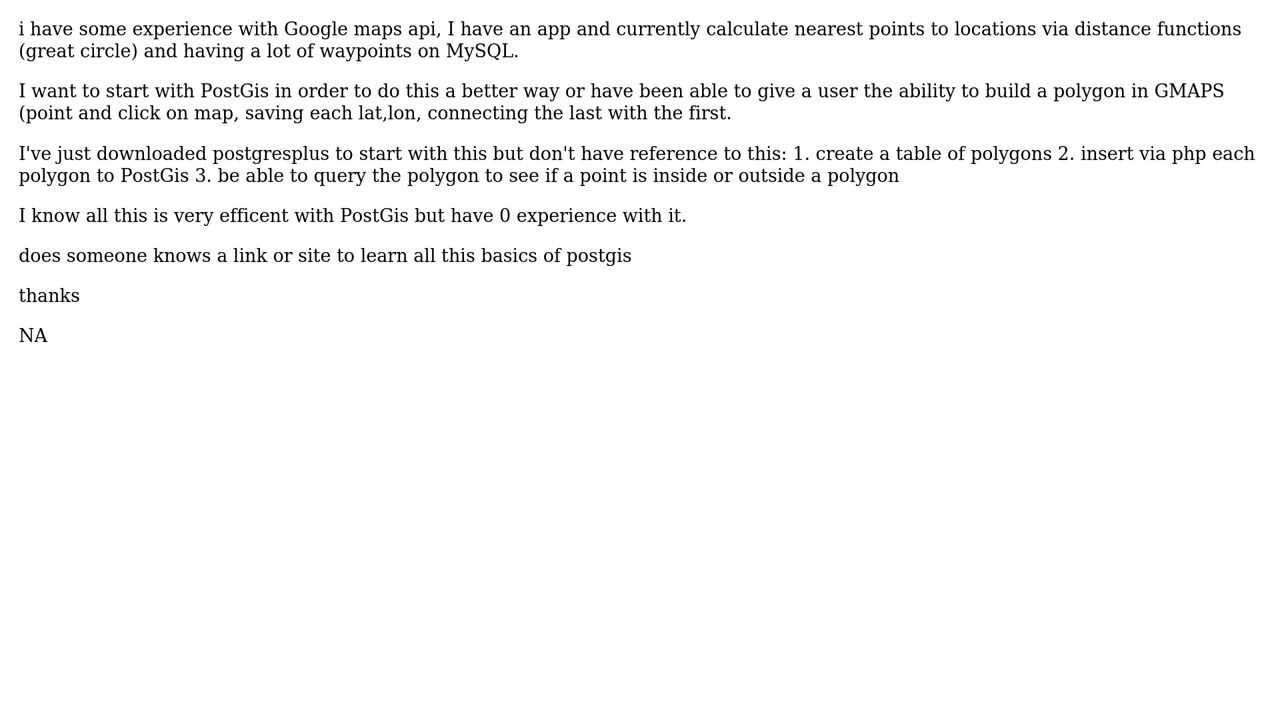 i have some experience with Google maps api, I have an app and currently calculate nearest points to locations via distance functions
(great circle) and having a lot of waypoints on MySQL.
I want to start with PostGis in order to do this a better way or have been able to give a user the ability to build a polygon in GMAPS
(point and click on map, saving each lat,lon, connecting the last with the first.
I've just downloaded postgresplus to start with this but don't have reference to this: 1. create a table of polygons 2. insert via php each
polygon to PostGis 3. be able to query the polygon to see if a point is inside or outside a polygon
I know all this is very efficent with PostGis but have 0 experience with it.
does someone knows a link or site to learn all this basics of postgis
thanks
NA